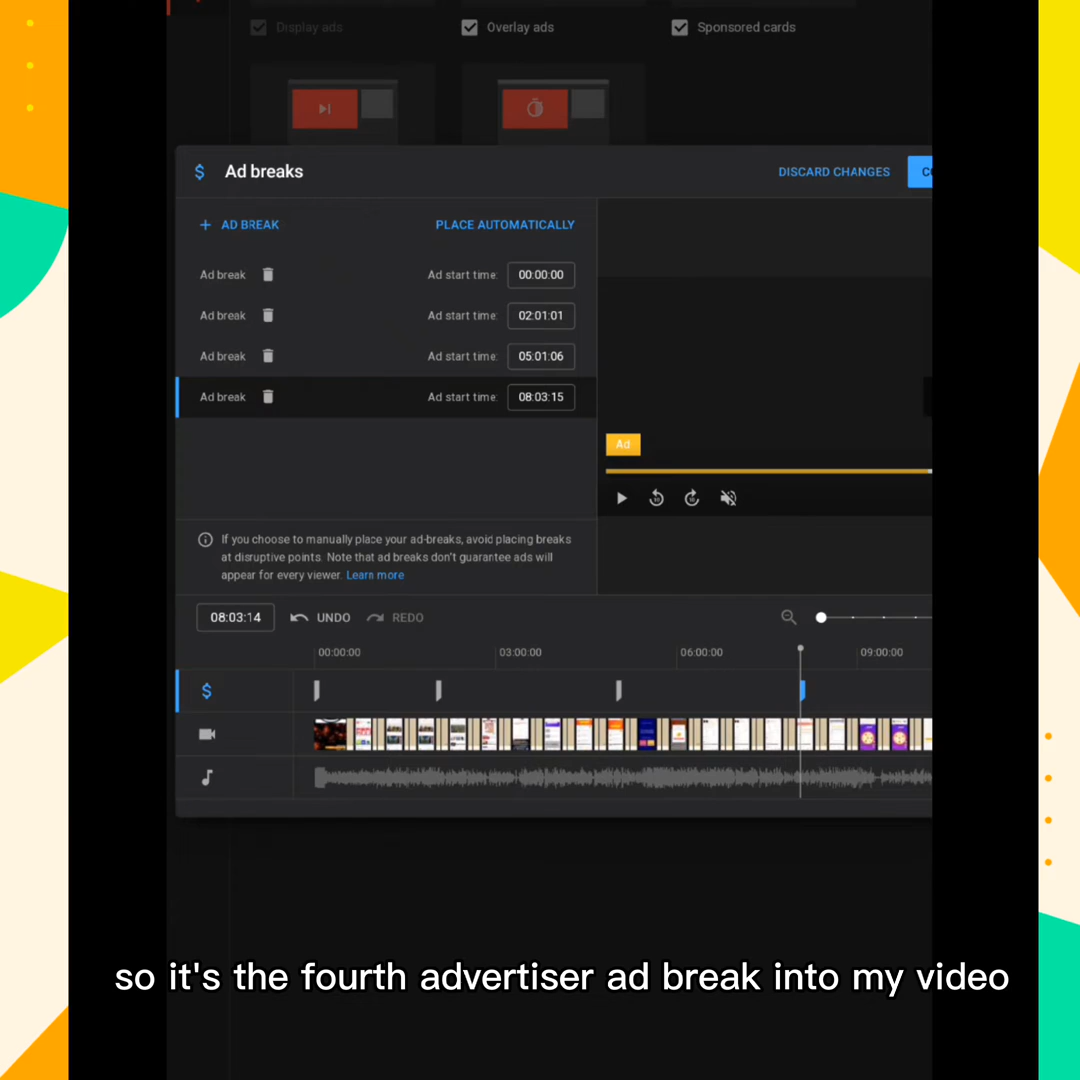 Display ads
Overlay ads
Sponsored cards
$ Ad breaks
DISCARD CHANGES
+ AD BREAK
PLACE AUTOMATICALLY
Ad break
Ad start time:
00:00:00
Ad break
Ad start time:
02:01:01
Ad break
Ad start time:
05:01:06
Ad break
Ad start time:
08:03:15
Ad
If you choose to manually place your ad-breaks, avoid placing breaks
at disruptive points. Note that ad breaks don't guarantee ads will
appear for every viewer. Learn more
08:03:14
UNDO
REDO
00:00:00
03:00:00
06:00:00
09:00:00
$
so it's the fourth advertiser ad break into my video